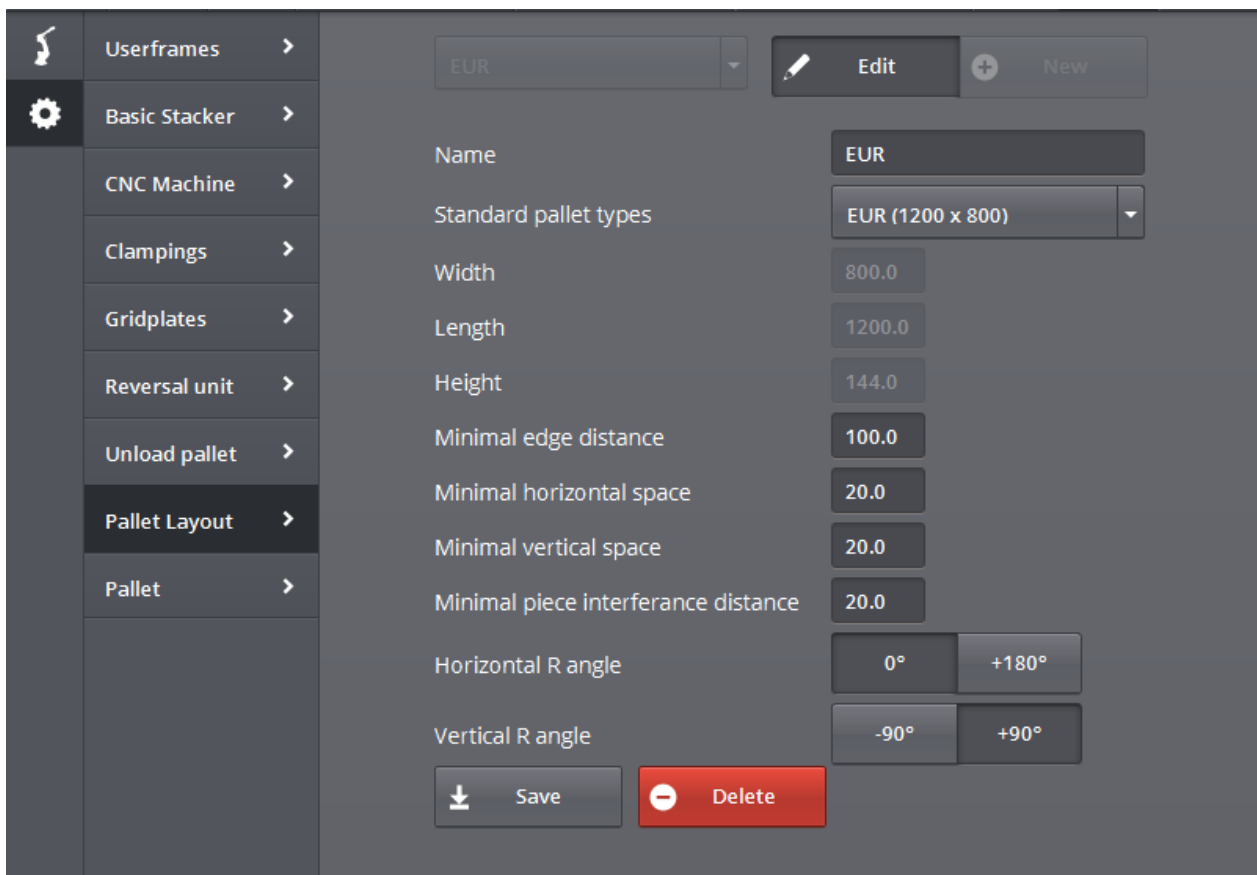 Userframes
Basic Stacker
CNC Machine
Clampings
Gridplates
Reversal unit
Unload pallet
Pallet Layout
Pallet
EUR
Edit
New
Name
EUR
Standard pallet types
EUR (1200 x 800)
Width
800.0
Length
1200.0
Height
144.0
Minimal edge distance
100.0
Minimal horizontal space
20.0
Minimal vertical space
20.0
Minimal piece interferance distance
20.0
Horizontal R angle
0°
+180°
Vertical R angle
-90°
+90°
Save
Delete